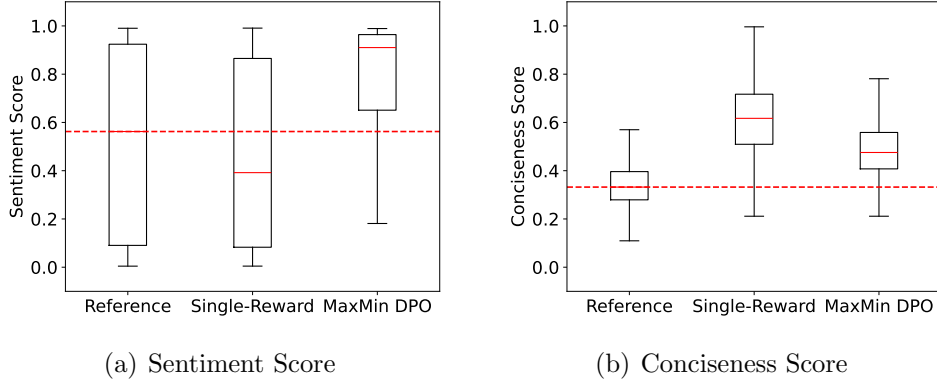 1.0
0.8
0.6
0.4
0.2
0.0
Sentiment Score
Reference Single-Reward MaxMin DPO
(a) Sentiment Score
1.0
0.8
0.6
0.4
0.2
0.0
Conciseness Score
Reference Single-Reward MaxMin DPO
(b) Conciseness Score